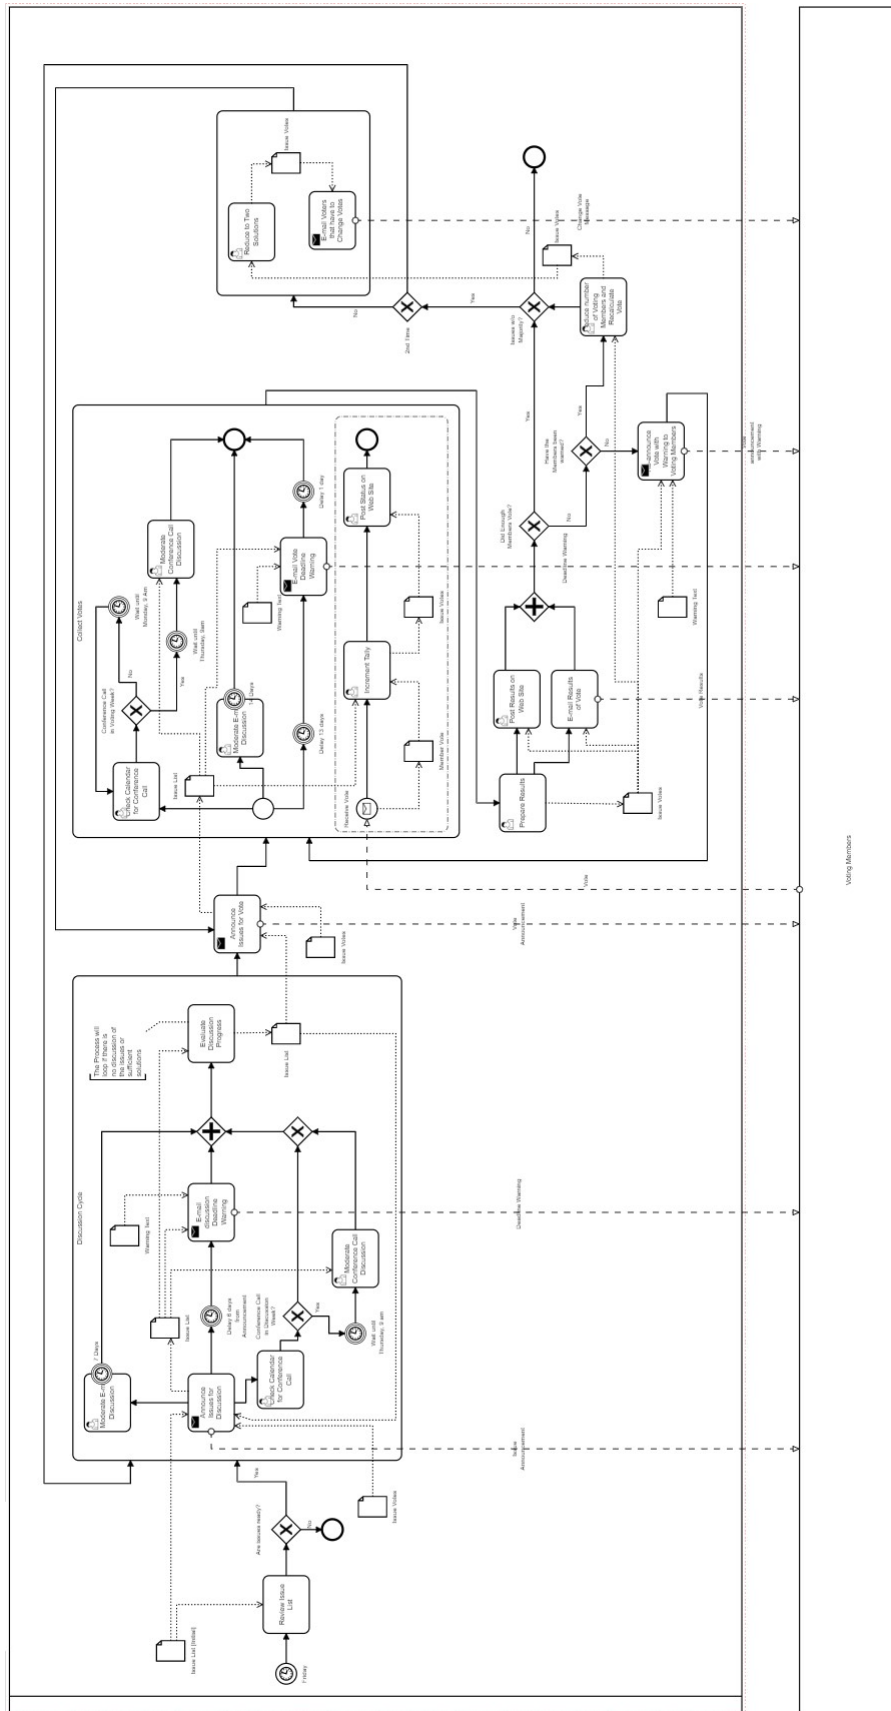 Friday
Review Issue
List
Issue List [Initial]
Are issues ready?
No
Yes
Issue Votes
Discussion Cycle
Announce
Issues for
Discussion
Issue
Announcement
Moderate E-m
Discussion
7 Days
Check Calendar
for Conference
Call
Issue List
Delay 6 days
from
Announcement
Conference Call
in Discussion
Week?
Yes
Wait until
Thursday, 9 am
Moderate
Conference Call
Discussion
Warning Text
E-mail
discussion
Deadline
Warning
Deadline Warning
Evaluate
Discussion
Progress
The Process will
loop if there is
no discussion of
the issues or
sufficient
solutions
Issue List
Announce
Issues for Vote
Issue Votes
Vote
Announcement
Vote
Collect Votes
Check Calendar
for Conference
Call
Conference Call
in Voting Week?
No
Yes
Wait until
Monday, 9 Am
Wait until
Thursday, 9am
Moderate
Conference Call
Discussion
Issue List
Moderate E-m
Discussion
14 Days
Delay 13 days
Warning Text
E-mail Vote
Deadline
Warning
Delay 1 day
Deadline Warning
Receive Vote
Member Vote
Increment Tally
Issue Votes
Post Status on
Web Site
Prepare Results
Issue Votes
Post Results on
Web Site
E-mail Results
of Vote
Vote Results
Did Enough
Members Vote?
No
Yes
Have the
Members been
warned?
Yes
No
Warning Text
Re-announce
Vote with
Warning to
Voting Members
Vote
announcement
with Warning
Reduce number
of Voting
Members and
Recalculate
Vote
Issue Votes
Issues w/o
Majority?
No
Yes
2nd Time
No
Reduce to Two
Solutions
Issue Votes
E-mail Voters
that have to
Change Votes
Change Vote
Message
Voting Members